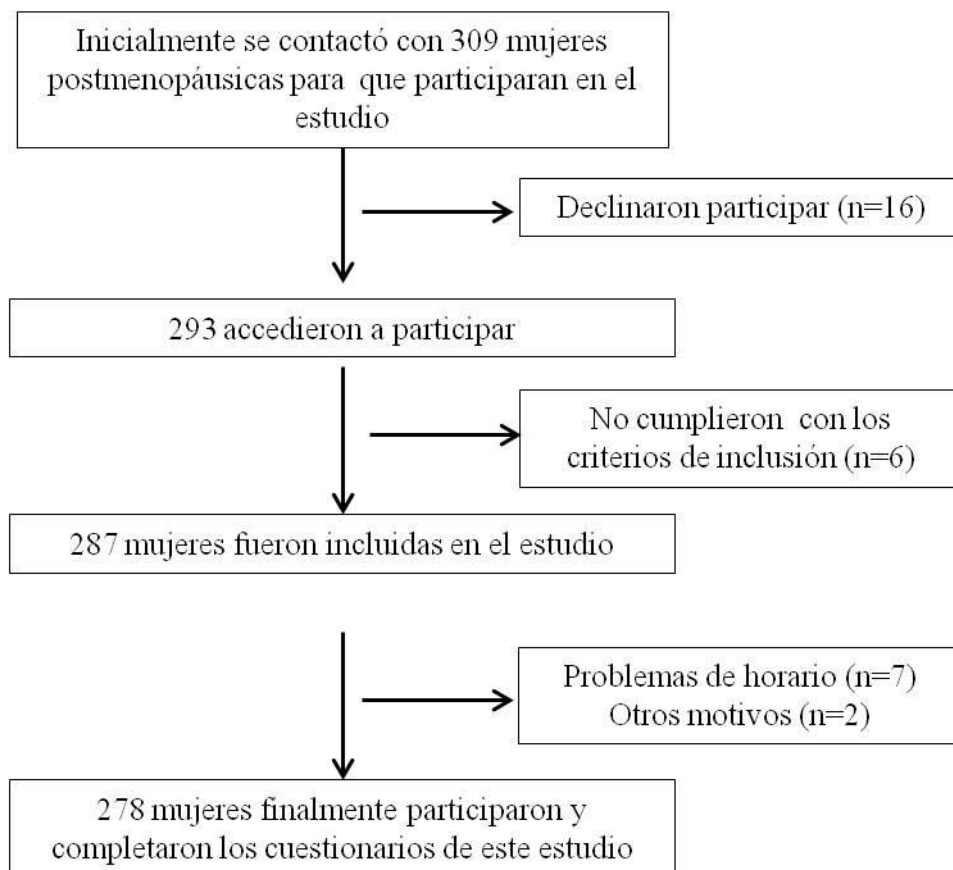 Inicialmente se contactó con 309 mujeres
postmenopáusicas para que participaran en el
estudio
Declinaron participar (n=16)
293 accedieron a participar
No cumplieron con los
criterios de inclusión (n=6)
287 mujeres fueron incluidas en el estudio
Problemas de horario (n=7)
Otros motivos (n=2)
278 mujeres finalmente participaron y
completaron los cuestionarios de este estudio